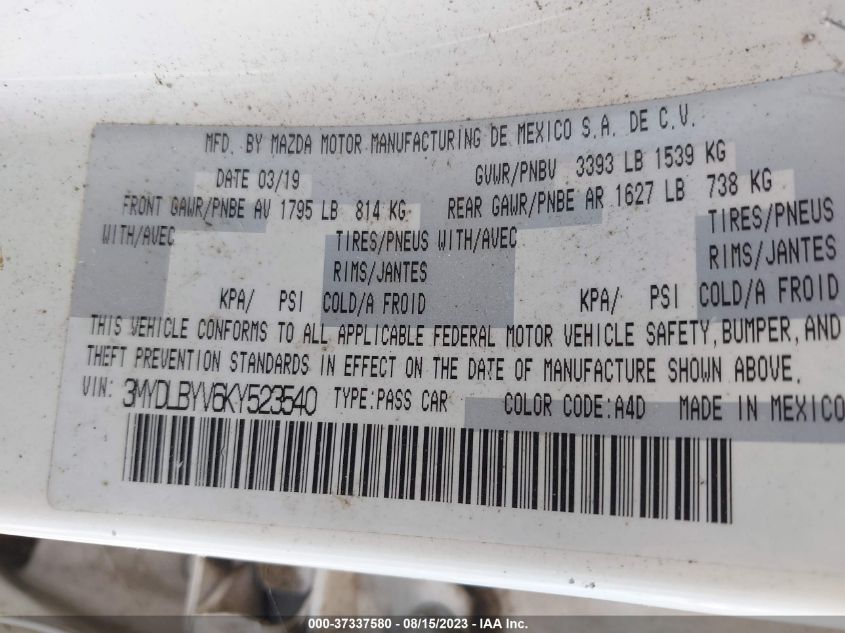 MFD. BY MAZDA MOTOR MANUFACTURING DE MEXICO S.A. DE C.V.
DATE 03/19 GVWR/PNBV 3393 LB 1539 KG
FRONT GAWR/PNBE AV 1795 LB 814 KG REAR GAWR/PNBE AR 1627 LB 738 KG
WITH/AVEC TIRES/PNEUS WITH/AVEC TIRES/PNEUS
RIMS/JANTES RIMS/JANTES
KPA/ PSI COLD/A FROID KPA/ PSI COLD/A FROID
THIS VEHICLE CONFORMS TO ALL APPLICABLE FEDERAL MOTOR VEHICLE SAFETY, BUMPER, AND
THEFT PREVENTION STANDARDS IN EFFECT ON THE DATE OF MANUFACTURE SHOWN ABOVE.
VIN: 3MYDLBYV6KY523540 TYPE:PASS CAR COLOR CODE:A4D MADE IN MEXICO
000-37337580 - 08/15/2023 - IAA Inc.